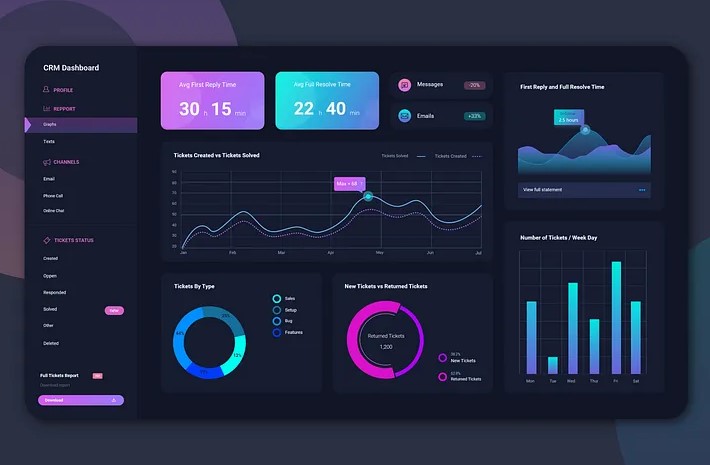 CRM Dashboard
PROFILE
REPPORT
Graphs
Texts
CHANNELS
Email
Phone Call
Online Chat
TICKETS STATUS
Created
Oppen
Responded
Solved
Other
Deleted
Full Tickets Report
Download report
Download
Avg First Reply Time
30 h 15 min
Avg Full Resolve Time
22 h 40 min
Messages
-20%
Emails
+33%
First Reply and Full Resolve Time
2.5 hours
View full statement
Tickets Created vs Tickets Solved
Tickets Solved
Tickets Created
Max = 68
90
80
70
60
50
40
30
20
Jan
Feb
Mar
Apr
May
Jun
Jul
Tickets By Type
Sales
Setup
Bug
Features
New Tickets vs Returned Tickets
Returned Tickets
1,200
New Tickets
62.8%
Returned Tickets
Number of Tickets / Week Day
Mon
Tue
Wed
Thu
Fri
Sat